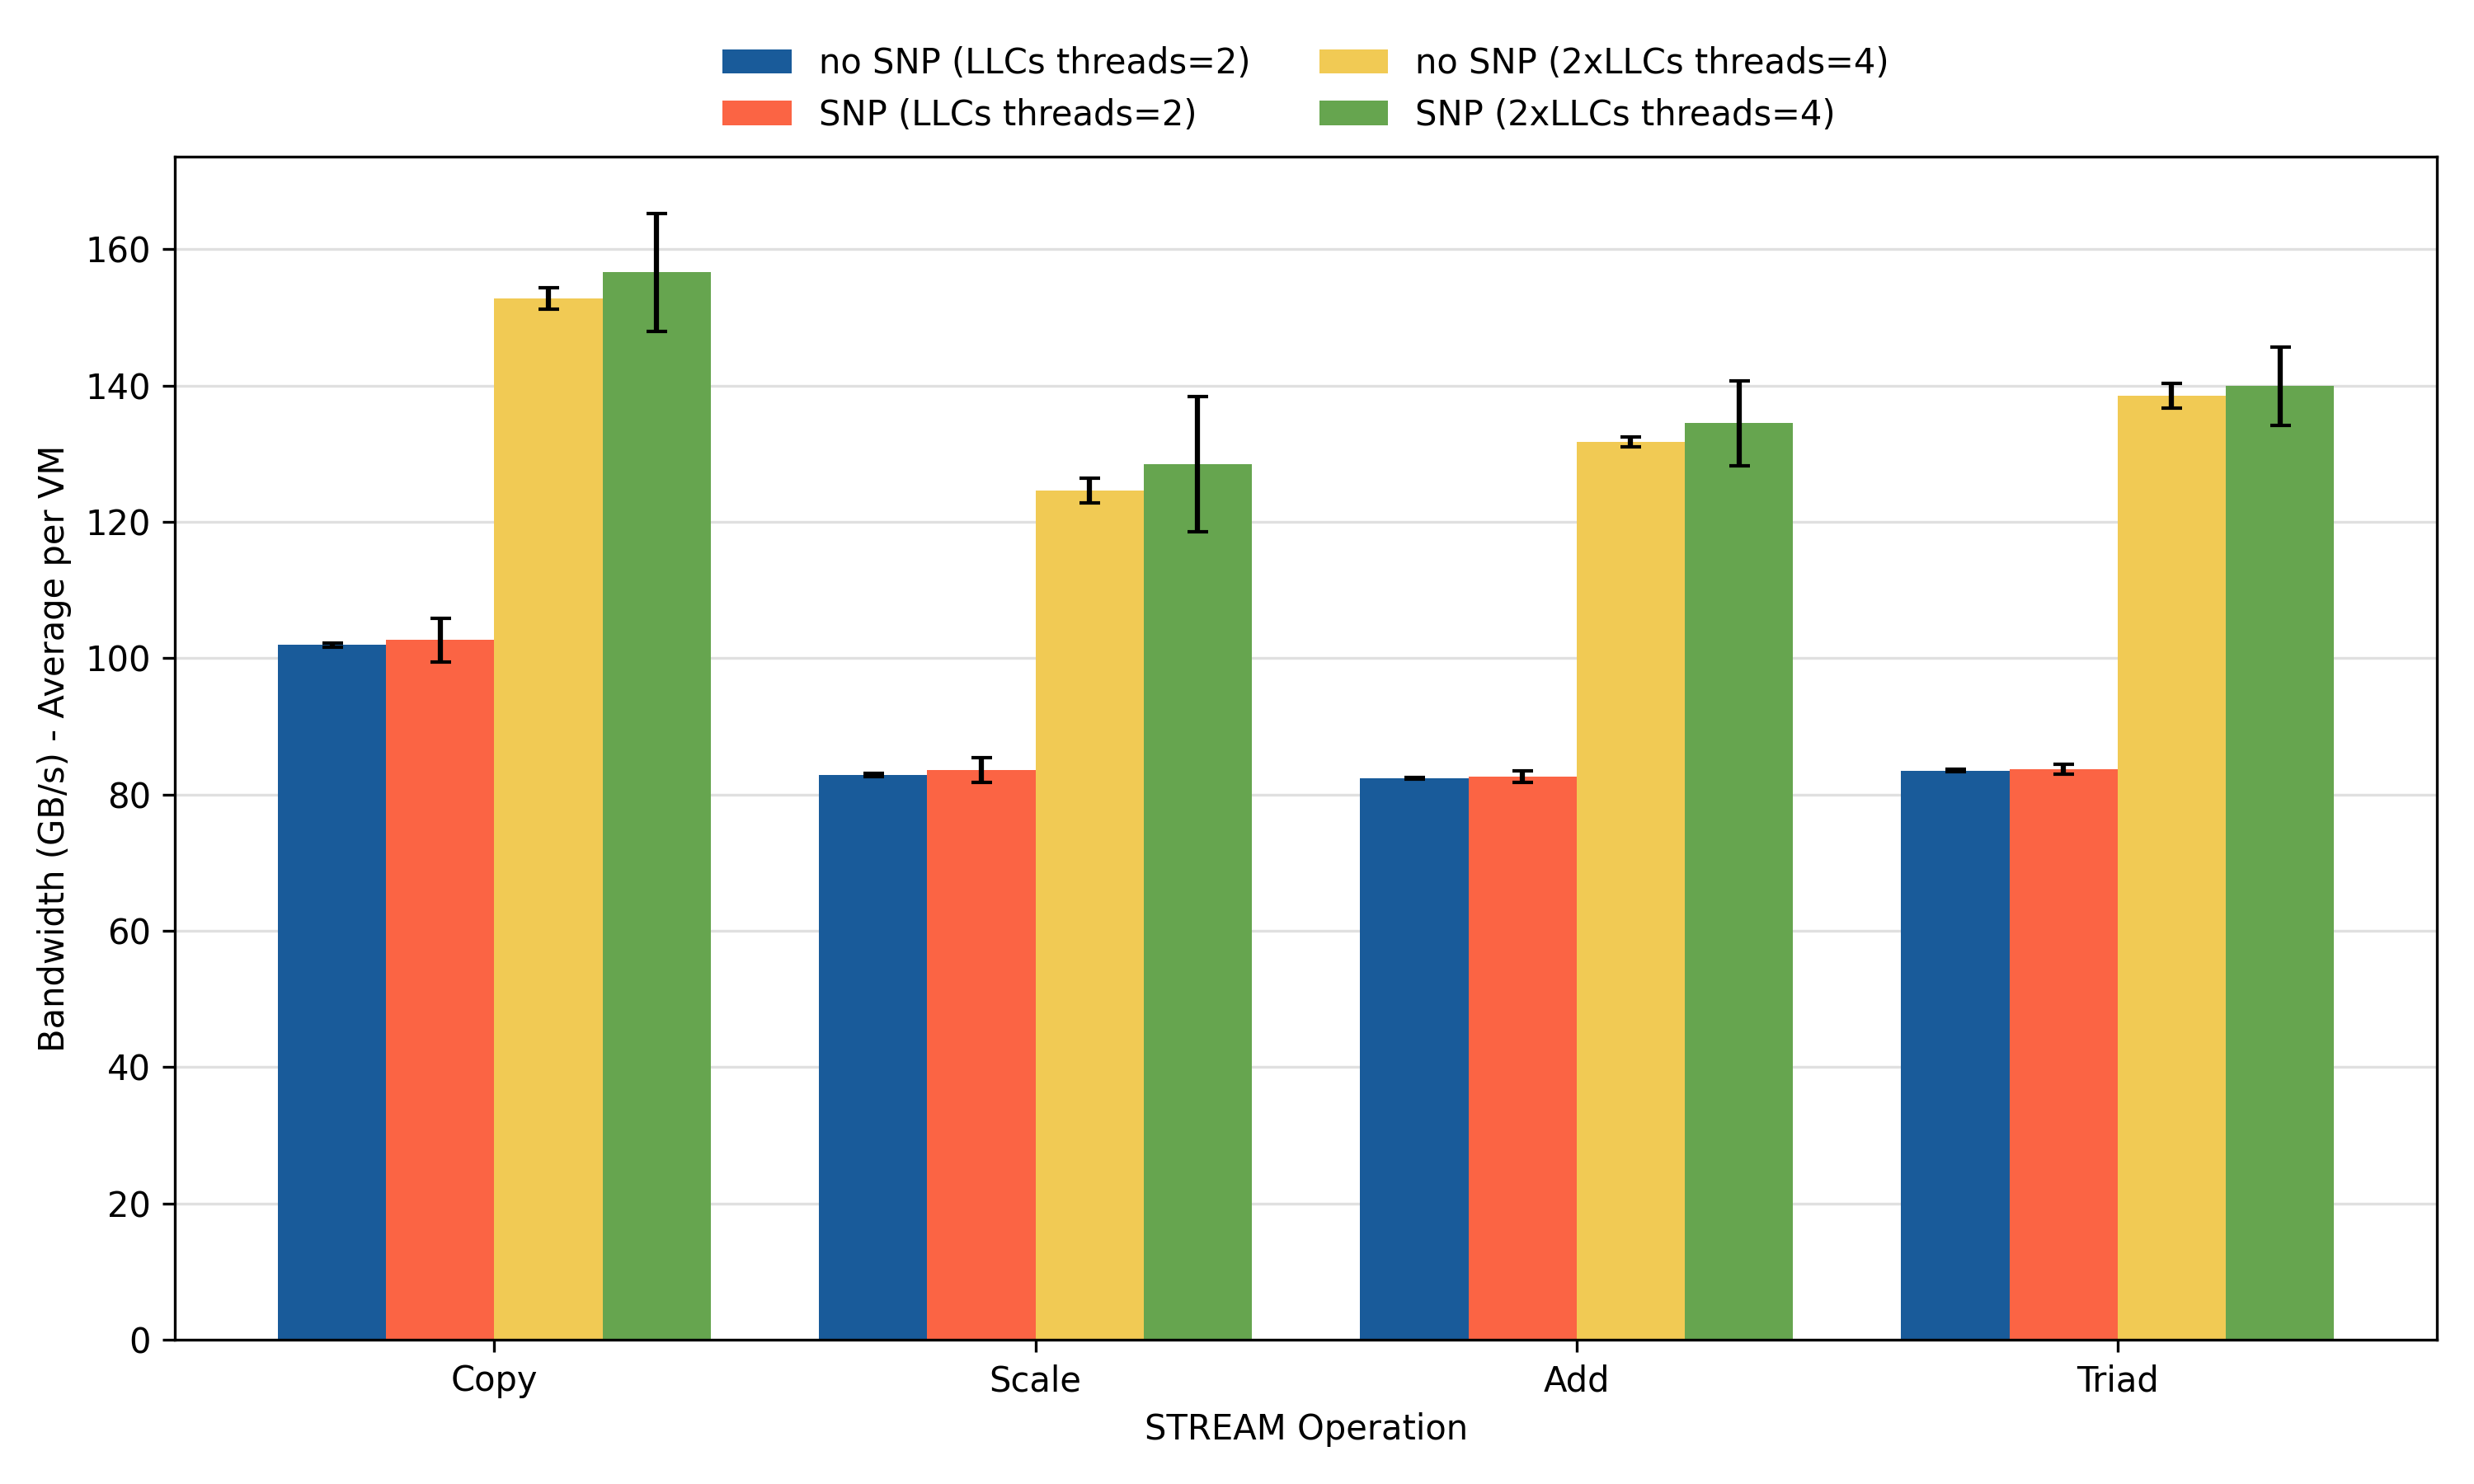 no SNP (LLCs threads=2)
SNP (LLCs threads=2)
no SNP (2xLLCs threads=4)
SNP (2xLLCs threads=4)
Bandwidth (GB/s) - Average per VM
160
140
120
100
80
60
40
20
0
Copy
Scale
Add
Triad
STREAM Operation